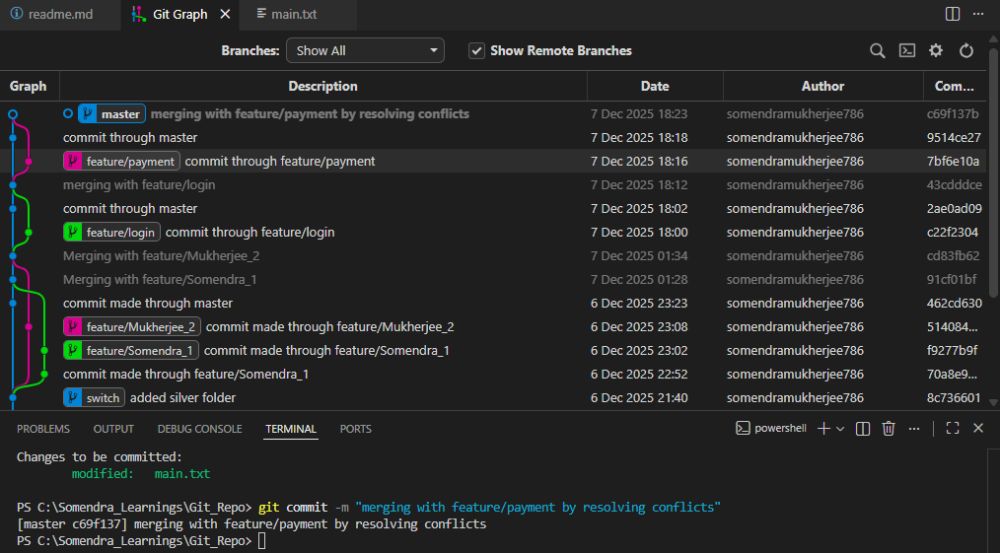 readme.md Git Graph main.txt
Branches: Show All Show Remote Branches
Graph Description Date Author Com...
master merging with feature/payment by resolving conflicts 7 Dec 2025 18:23 somendramukherjee786 c69f137b
commit through master 7 Dec 2025 18:18 somendramukherjee786 9514ce27
feature/payment commit through feature/payment 7 Dec 2025 18:16 somendramukherjee786 7bf6e10a
merging with feature/login 7 Dec 2025 18:12 somendramukherjee786 43cdddce
commit through master 7 Dec 2025 18:02 somendramukherjee786 2ae0ad09
feature/login commit through feature/login 7 Dec 2025 18:00 somendramukherjee786 c22f2304
Merging with feature/Mukherjee_2 7 Dec 2025 01:34 somendramukherjee786 cd83fb62
Merging with feature/Somendra_1 7 Dec 2025 01:28 somendramukherjee786 91cf01bf
commit made through master 6 Dec 2025 23:23 somendramukherjee786 462cd630
feature/Mukherjee_2 commit made through feature/Mukherjee_2 6 Dec 2025 23:08 somendramukherjee786 514084...
feature/Somendra_1 commit made through feature/Somendra_1 6 Dec 2025 23:02 somendramukherjee786 f9277b9f
commit made through feature/Somendra_1 6 Dec 2025 22:52 somendramukherjee786 70a8e9...
switch added silver folder 6 Dec 2025 21:40 somendramukherjee786 8c736601
PROBLEMS OUTPUT DEBUG CONSOLE TERMINAL PORTS powershell
Changes to be committed:
modified: main.txt
PS C:\Somendra_Learnings\Git_Repo> git commit -m "merging with feature/payment by resolving conflicts"
[master c69f137] merging with feature/payment by resolving conflicts
PS C:\Somendra_Learnings\Git_Repo>